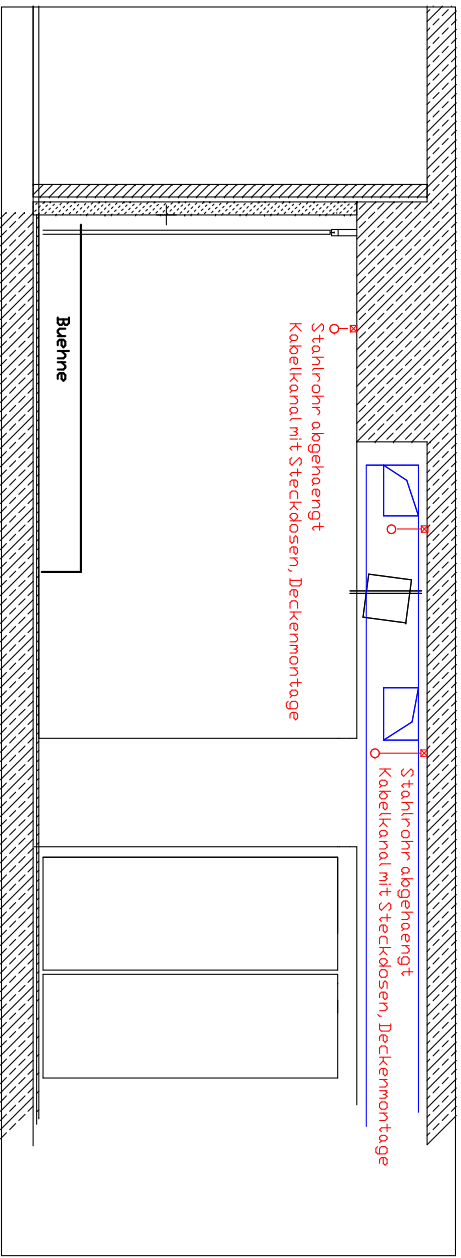 Stahlrohr abgehaengt
Kabelkanal mit Steckdosen, Deckenmontage
Stahlrohr abgehaengt
Kabelkanal mit Steckdosen, Deckenmontage
Buehne